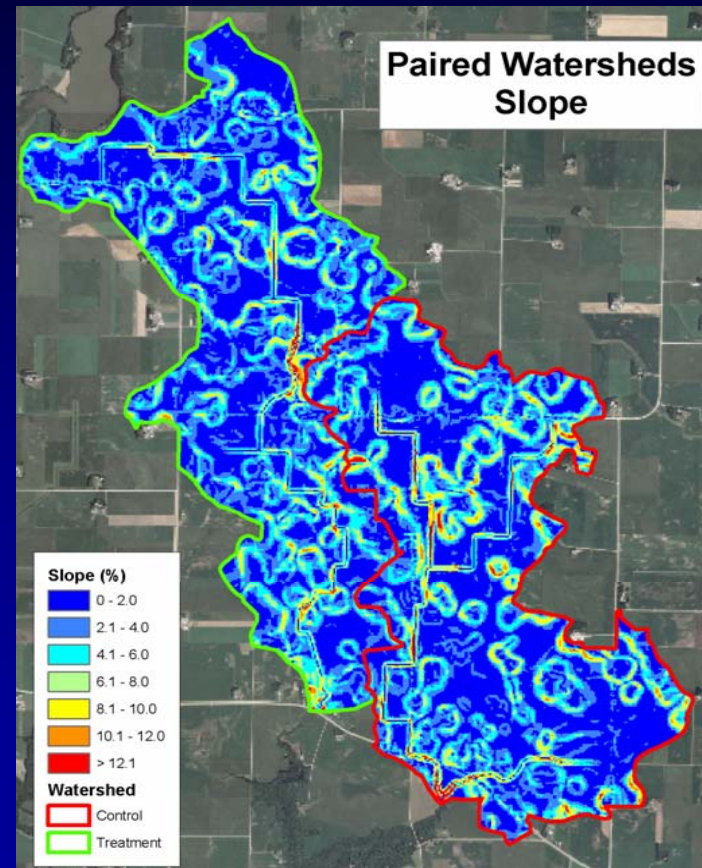 Paired Watersheds
Slope
Slope (%)
0 - 2.0
2.1 - 4.0
4.1 - 6.0
6.1 - 8.0
8.1 - 10.0
10.1 - 12.0
> 12.1
Watershed
Control
Treatment